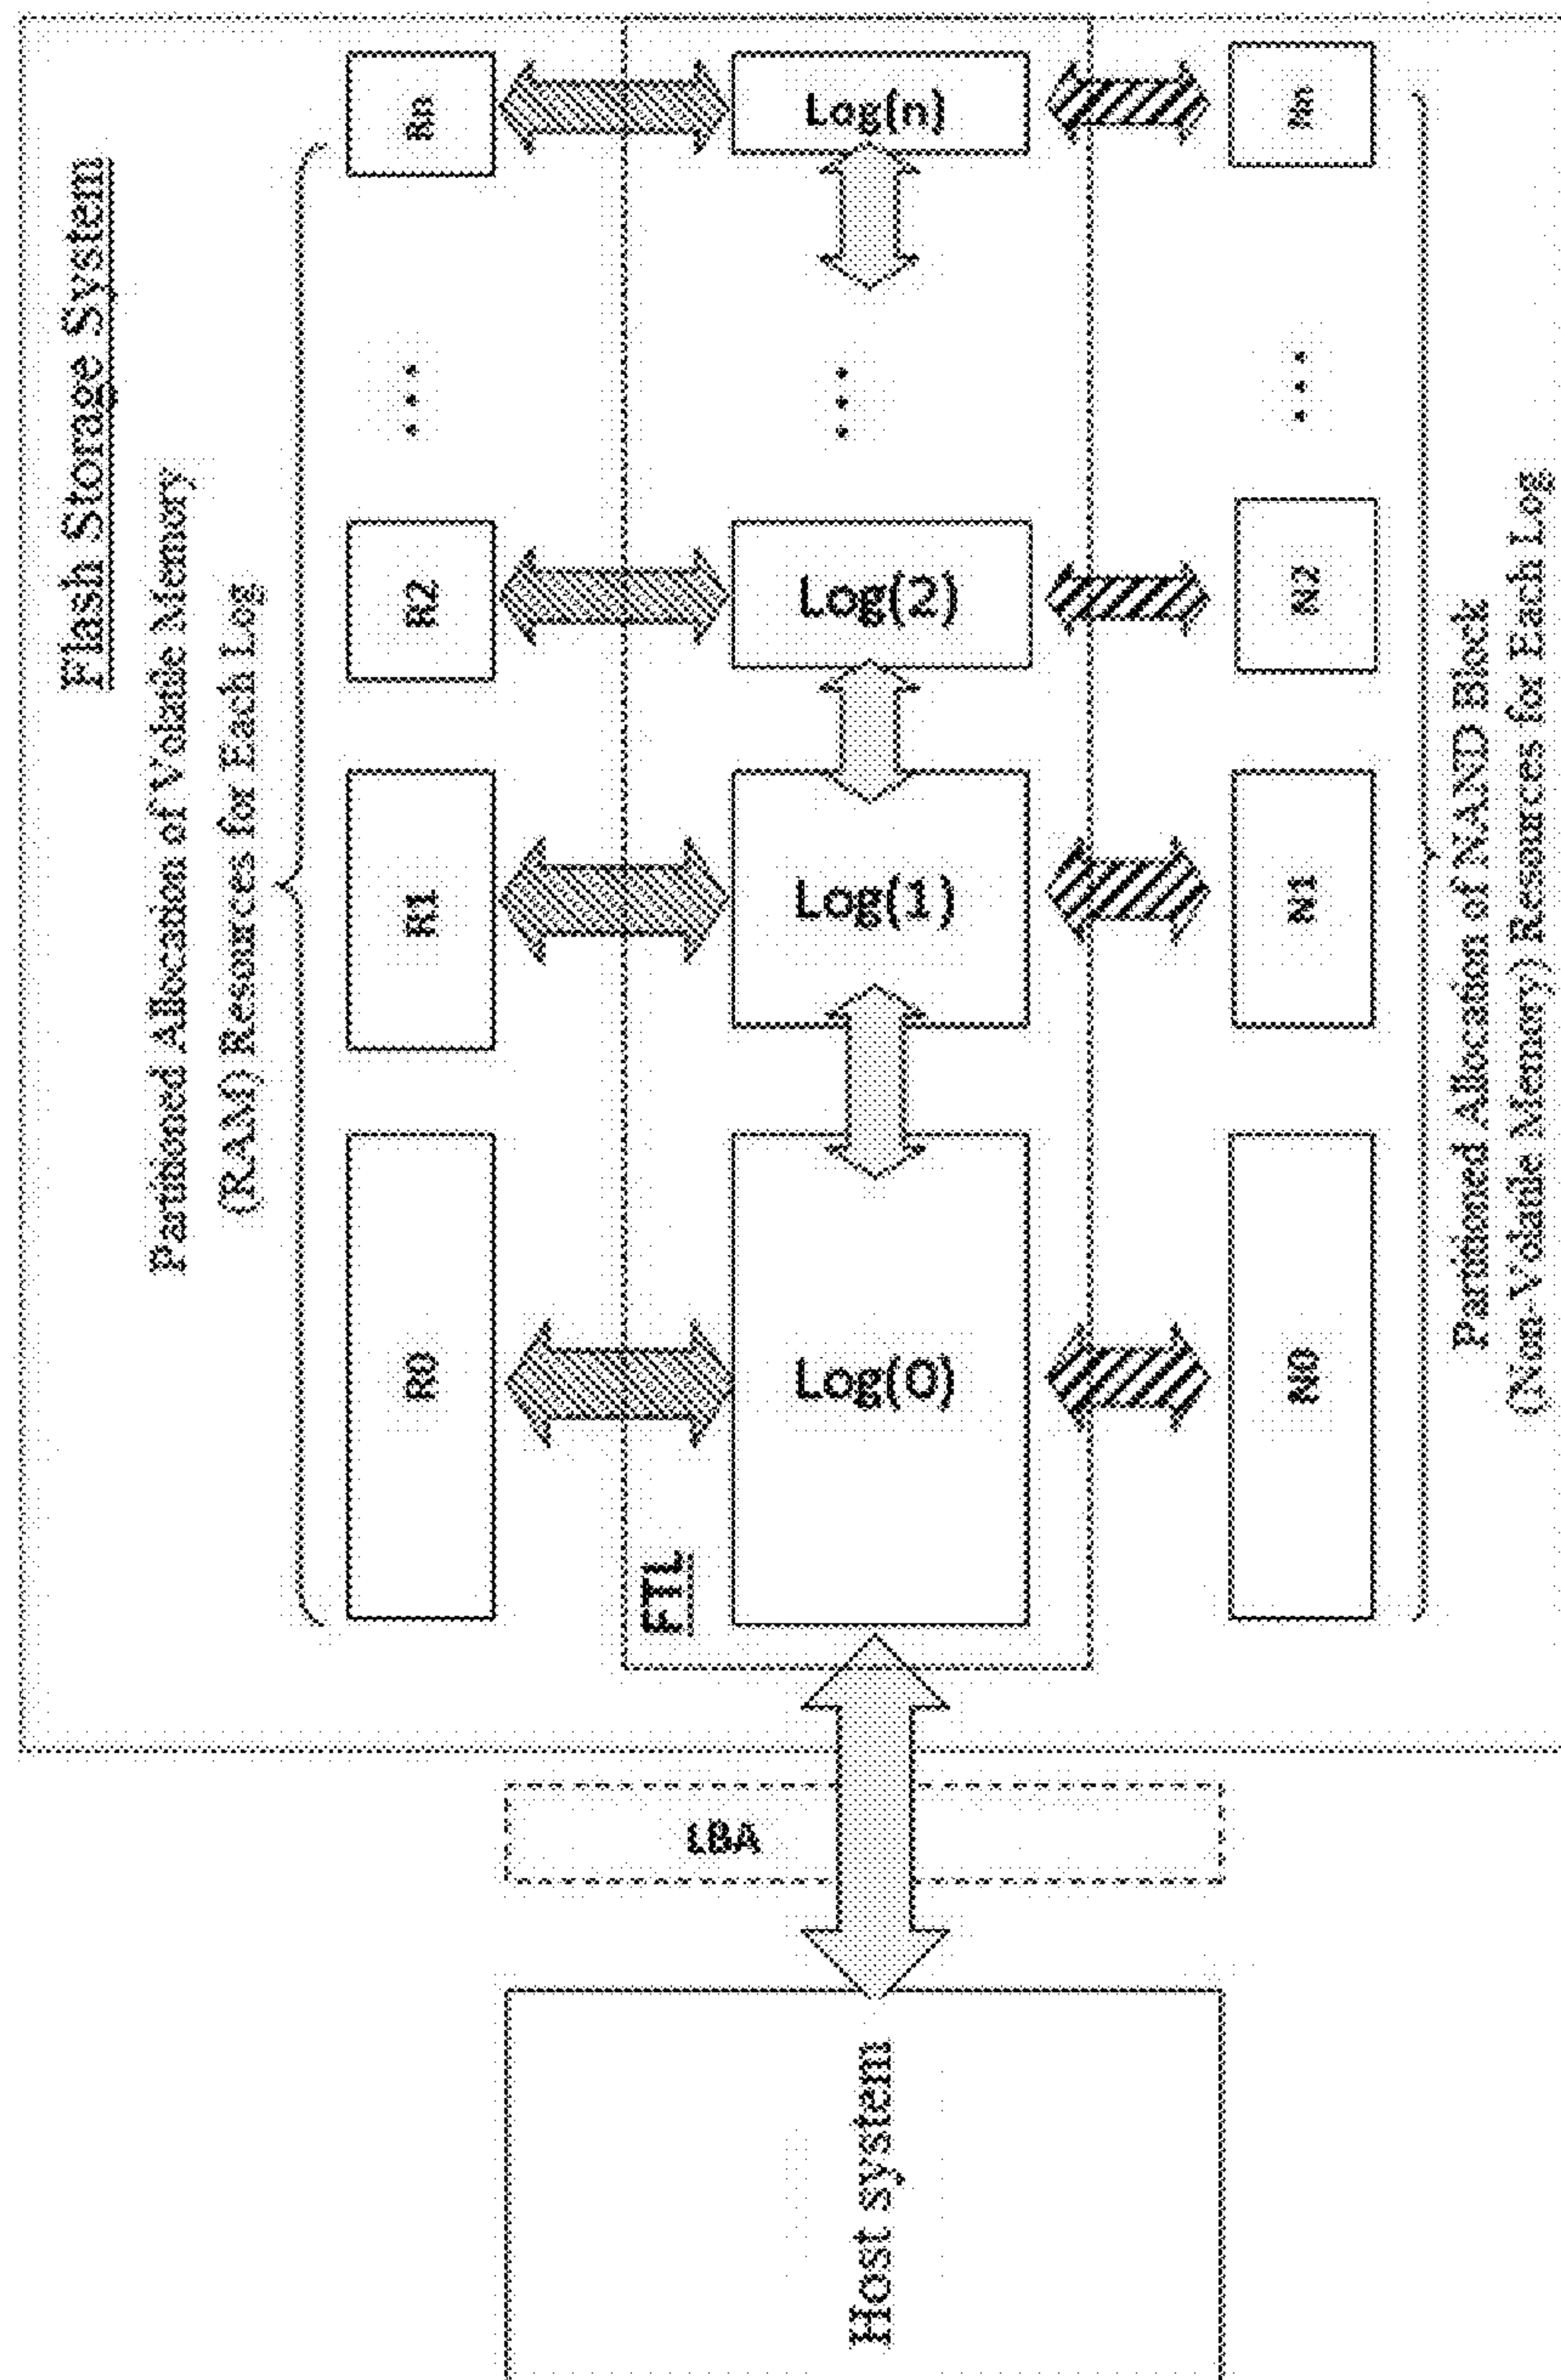 Flash Storage System
Partitioned Allocation of Volatile Memory
(RAM) Resources for Each Log
R0
R1
R2
...
Rn
FTL
Log(0)
Log(1)
Log(2)
...
Log(n)
N0
N1
N2
...
Partitioned Allocation of NAND Block
(Non-Volatile Memory) Resources for Each Log
LBA
Host system